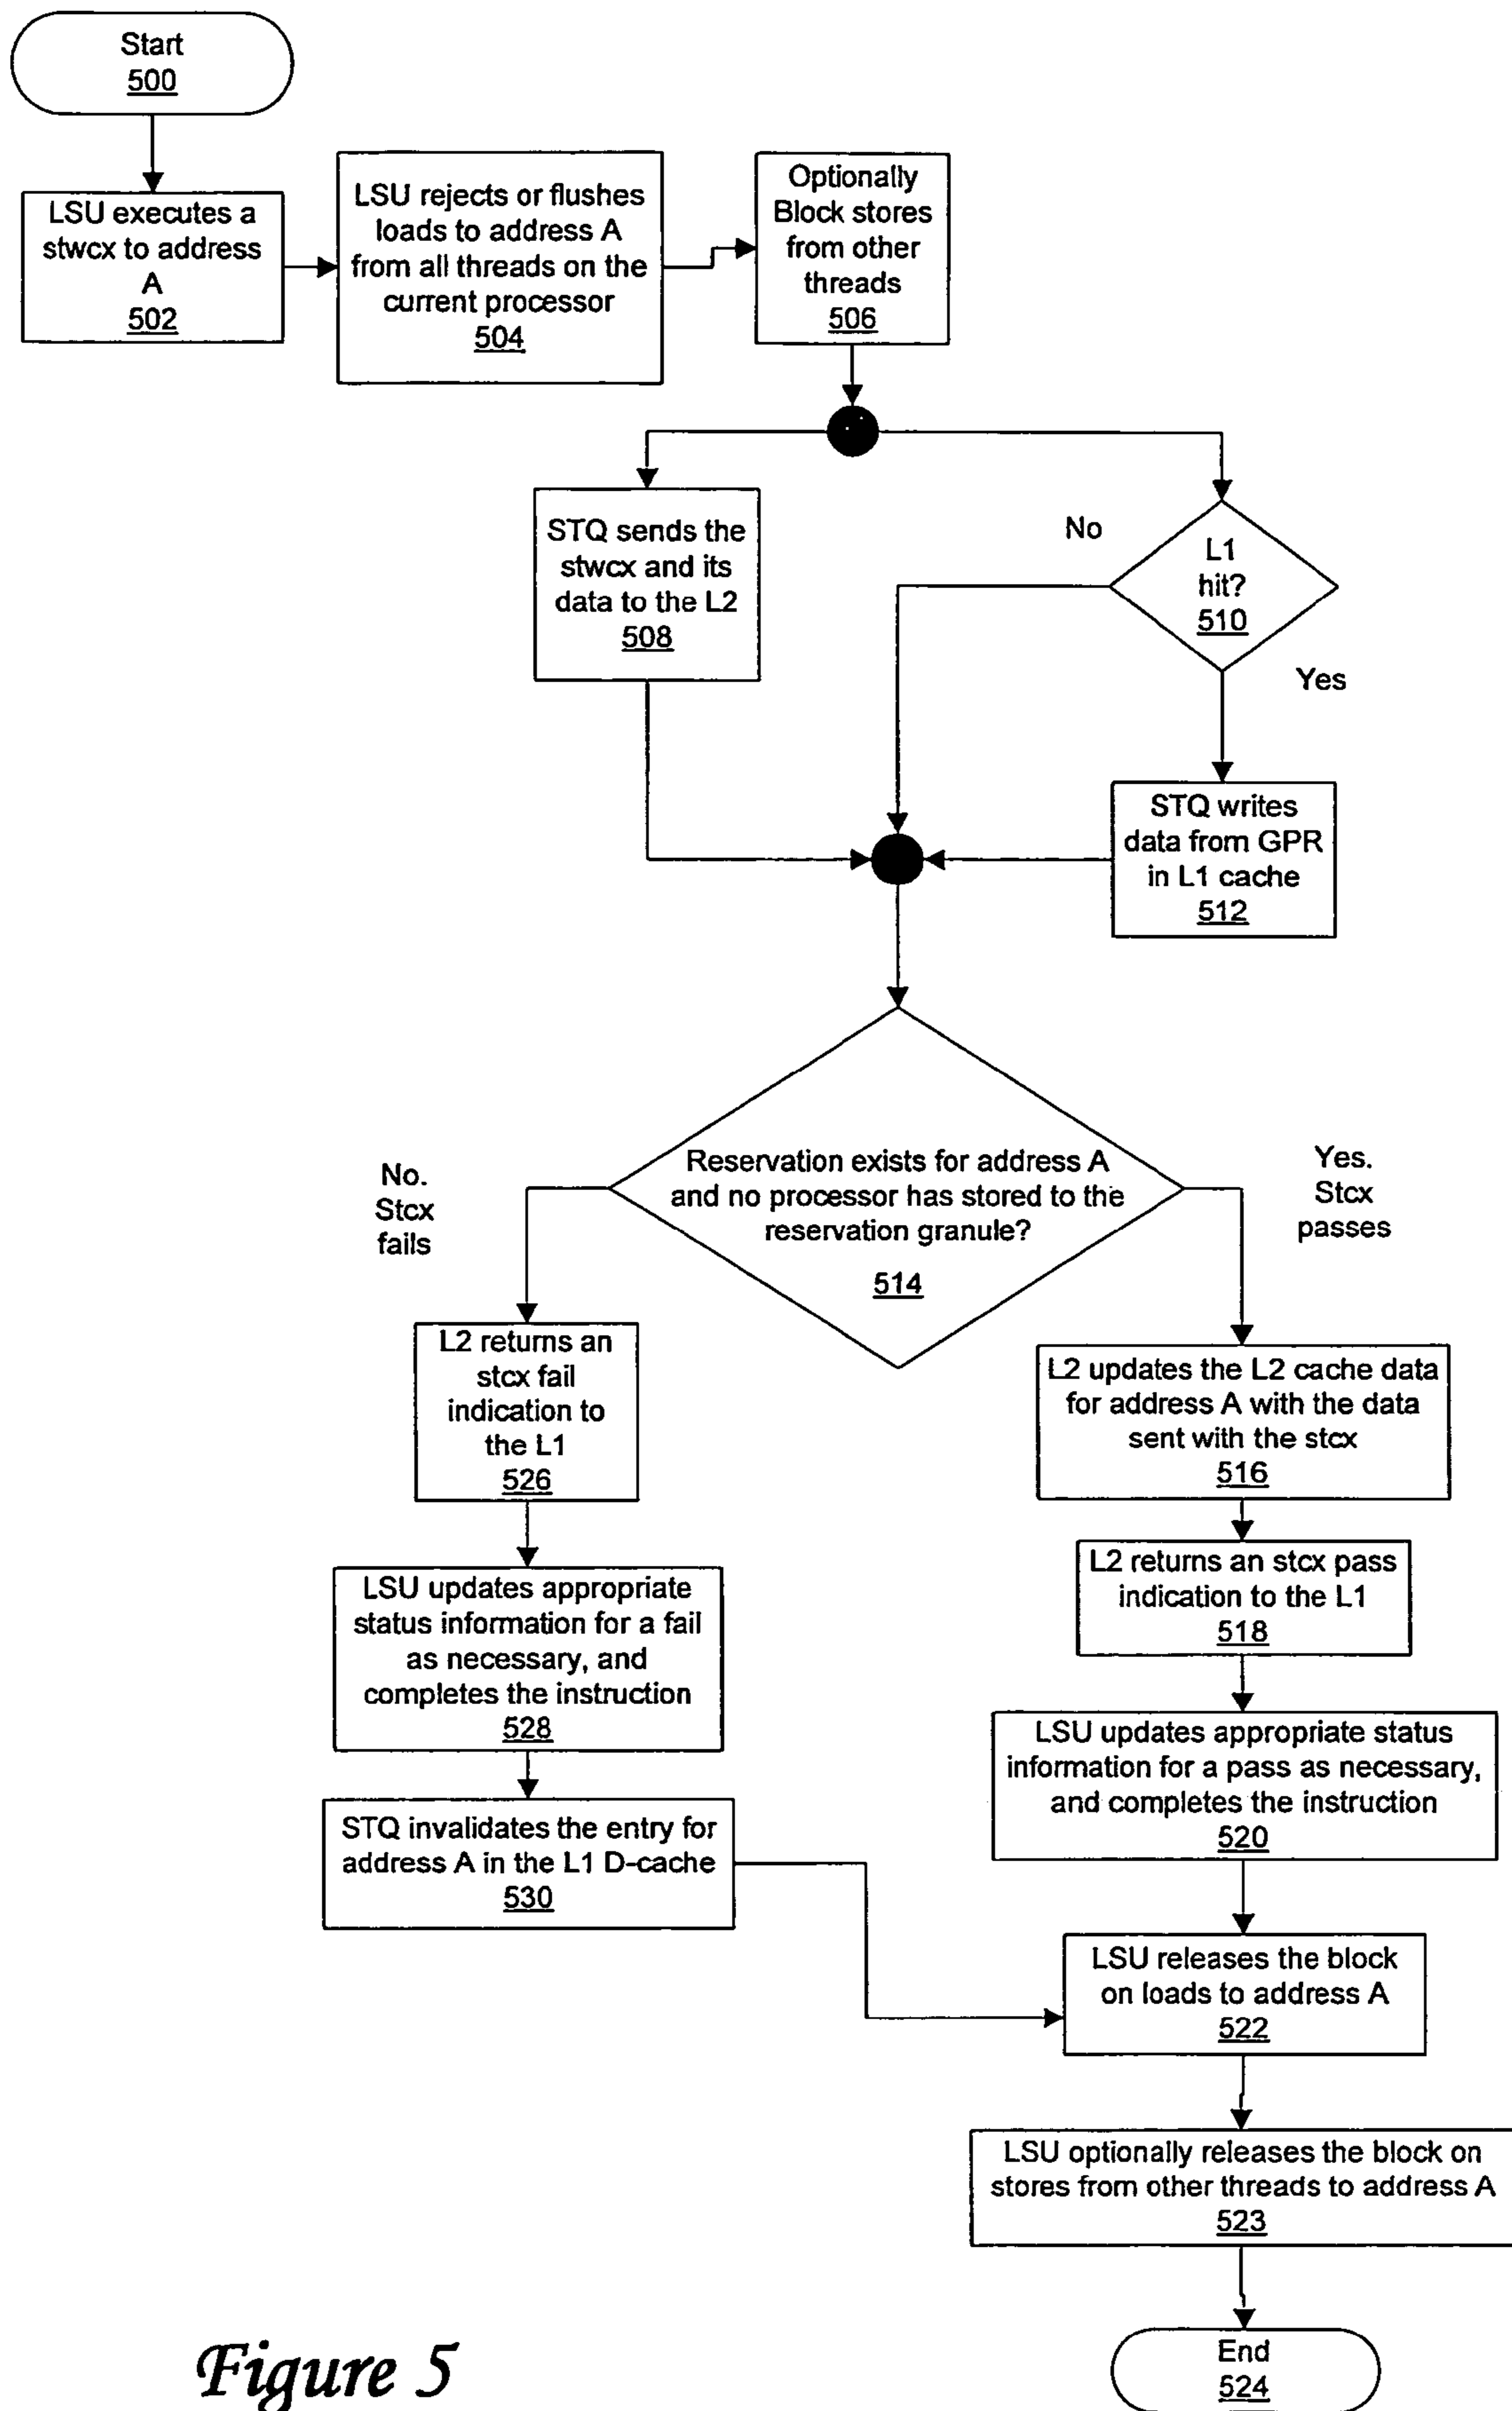 Start
500
LSU executes a
stwcx to address
A
502
LSU rejects or flushes
loads to address A
from all threads on the
current processor
504
Optionally
Block stores
from other
threads
506
STQ sends the
stwcx and its
data to the L2
508
No
L1
hit?
510
Yes
STQ writes
data from GPR
in L1 cache
512
Reservation exists for address A
and no processor has stored to the
reservation granule?
514
No.
Stcx
fails
Yes.
Stcx
passes
L2 returns an
stcx fail
indication to
the L1
526
L2 updates the L2 cache data
for address A with the data
sent with the stcx
516
L2 returns an stcx pass
indication to the L1
518
LSU updates appropriate
status information for a fail
as necessary, and
completes the instruction
528
LSU updates appropriate status
information for a pass as necessary,
and completes the instruction
520
STQ invalidates the entry for
address A in the L1 D-cache
530
LSU releases the block
on loads to address A
522
LSU optionally releases the block on
stores from other threads to address A
523
End
524
Figure 5